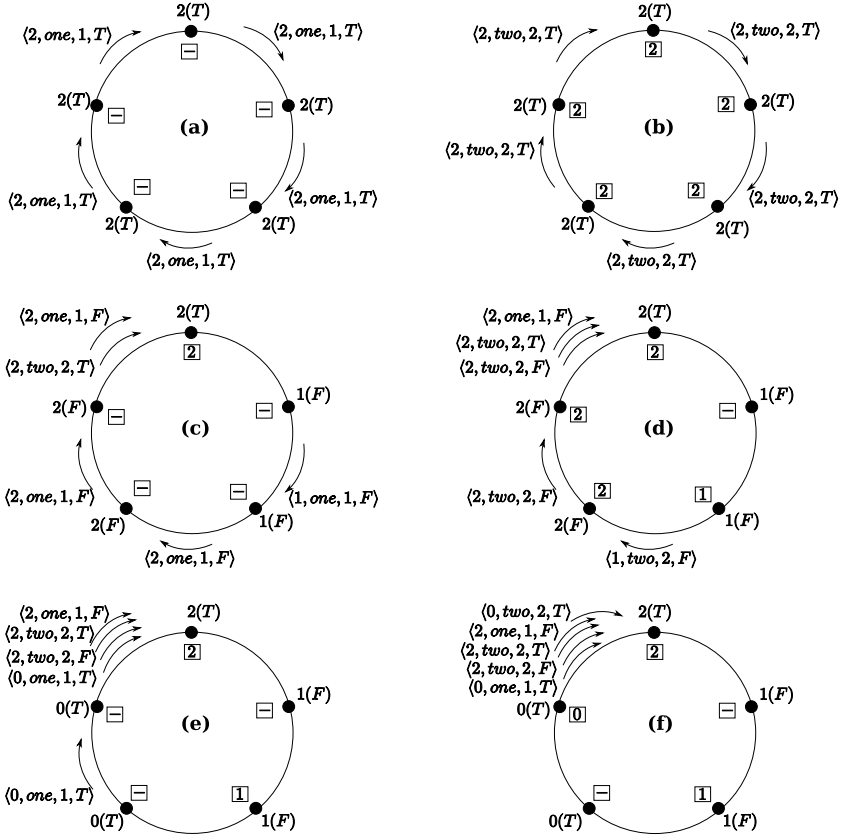 2(T)
⟨2, one, 1, T⟩
⟨2, one, 1, T⟩
−
2(T)
−
−
2(T)
(a)
−
−
⟨2, one, 1, T⟩
⟨2, one, 1, T⟩
2(T)
2(T)
⟨2, one, 1, T⟩
2(T)
⟨2, two, 2, T⟩
⟨2, two, 2, T⟩
2
2(T)
2
2
2(T)
(b)
⟨2, two, 2, T⟩
2
2
⟨2, two, 2, T⟩
2(T)
2(T)
⟨2, two, 2, T⟩
⟨2, one, 1, F⟩
2(T)
⟨2, two, 2, T⟩
2
1(F)
2(F)
−
−
(c)
−
−
⟨2, one, 1, F⟩
⟨1, one, 1, F⟩
2(F)
1(F)
⟨2, one, 1, F⟩
⟨2, one, 1, F⟩
2(T)
⟨2, two, 2, T⟩
2
⟨2, two, 2, F⟩
1(F)
2(F)
2
−
(d)
2
1
⟨2, two, 2, F⟩
2(F)
1(F)
⟨1, two, 2, F⟩
⟨2, one, 1, F⟩
2(T)
⟨2, two, 2, T⟩
2
⟨2, two, 2, F⟩
⟨0, one, 1, T⟩
1(F)
0(T)
−
−
(e)
−
1
⟨0, one, 1, T⟩
0(T)
1(F)
⟨0, two, 2, T⟩
2(T)
⟨2, one, 1, F⟩
⟨2, two, 2, T⟩
2
⟨2, two, 2, F⟩
⟨0, one, 1, T⟩
1(F)
0(T)
0
−
(f)
−
1
0(T)
1(F)